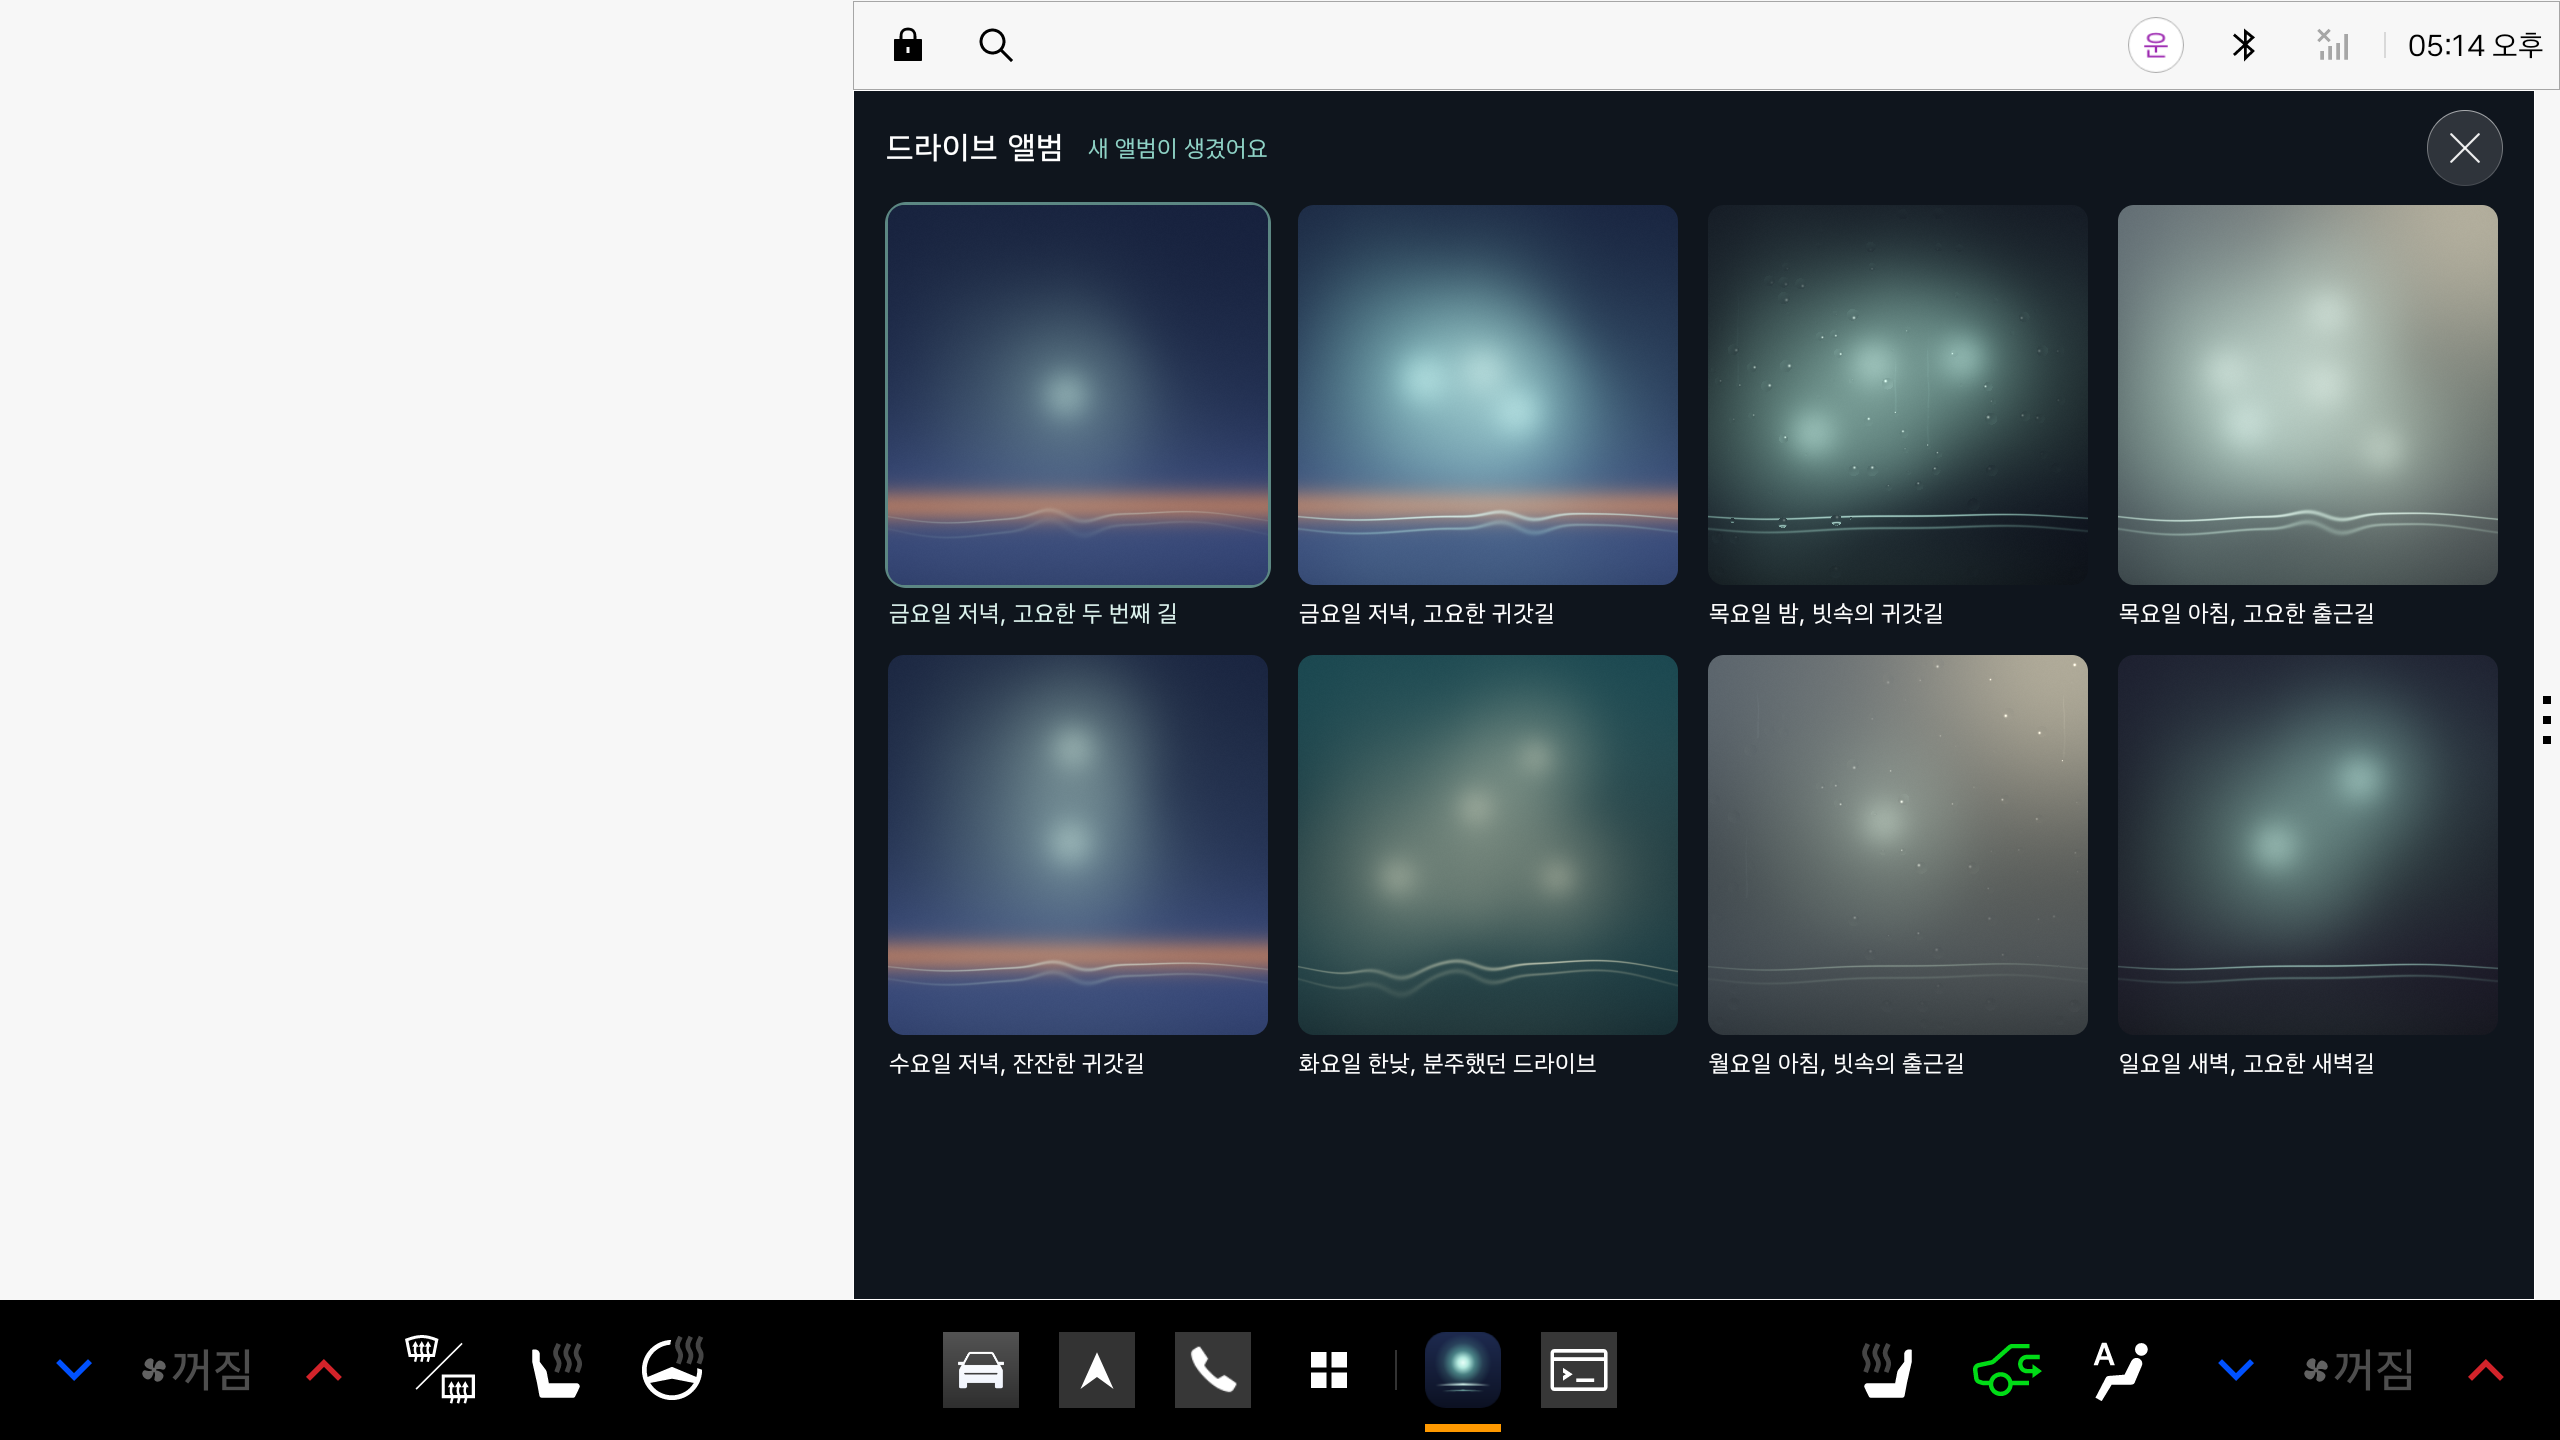 운
05:14 오후
드라이브 앨범 새 앨범이 생겼어요
금요일 저녁, 고요한 두 번째 길
금요일 저녁, 고요한 귀갓길
목요일 밤, 빗속의 귀갓길
목요일 아침, 고요한 출근길
수요일 저녁, 잔잔한 귀갓길
화요일 한낮, 분주했던 드라이브
월요일 아침, 빗속의 출근길
일요일 새벽, 고요한 새벽길
꺼짐
A
꺼짐